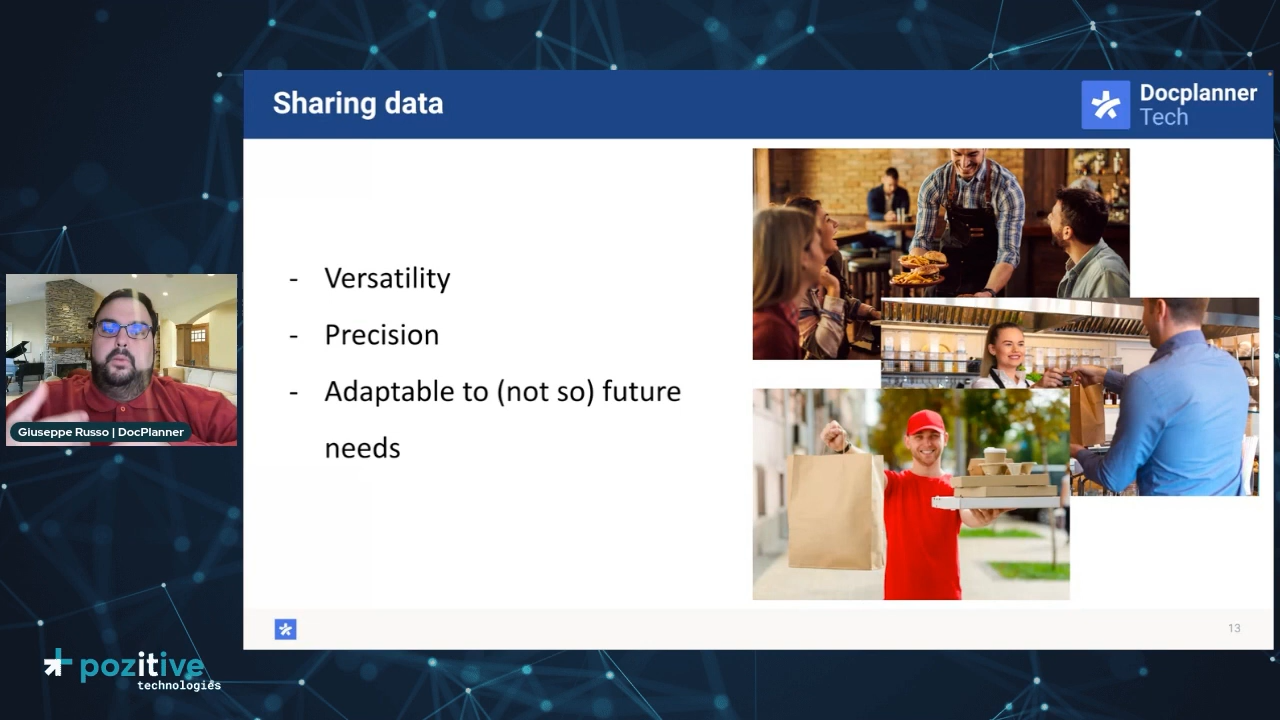 Sharing data
Docplanner
Tech
- Versatility
- Precision
- Adaptable to (not so) future
needs
Giuseppe Russo | DocPlanner
13
pozitive
technologies